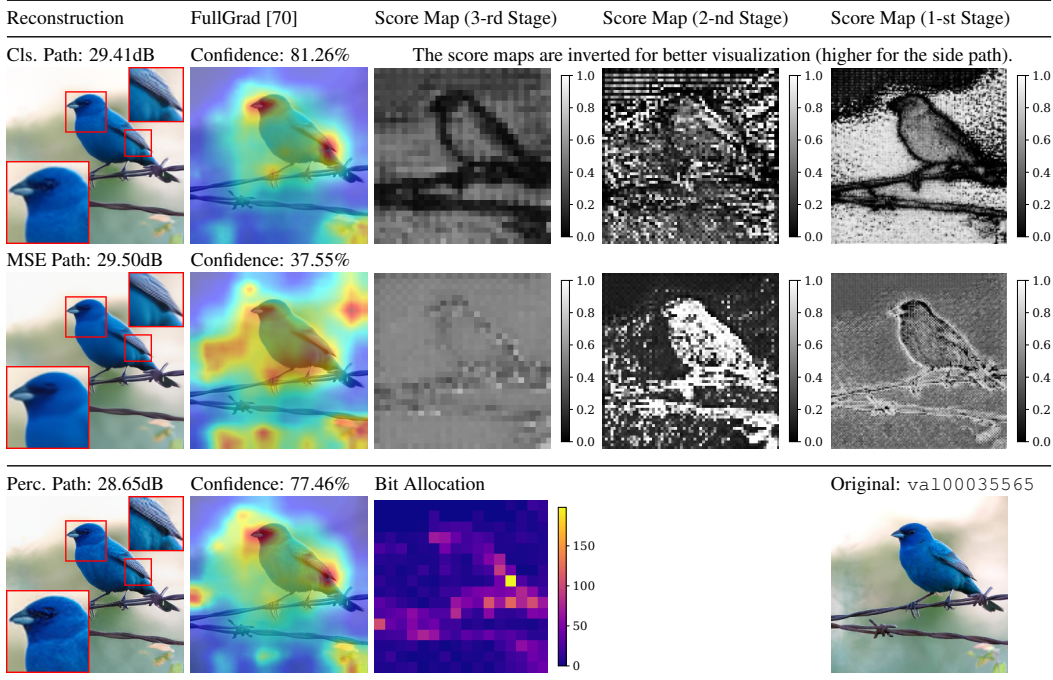 Reconstruction FullGrad [70] Score Map (3-rd Stage) Score Map (2-nd Stage) Score Map (1-st Stage)
Cls. Path: 29.41dB Confidence: 81.26% The score maps are inverted for better visualization (higher for the side path).
1.0 1.0 1.0
0.8 0.8 0.8
0.6 0.6 0.6
0.4 0.4 0.4
0.2 0.2 0.2
0.0 0.0 0.0
MSE Path: 29.50dB Confidence: 37.55%
1.0 1.0 1.0
0.8 0.8 0.8
0.6 0.6 0.6
0.4 0.4 0.4
0.2 0.2 0.2
0.0 0.0 0.0
Perc. Path: 28.65dB Confidence: 77.46% Bit Allocation Original: val00035565
150
100
50
0